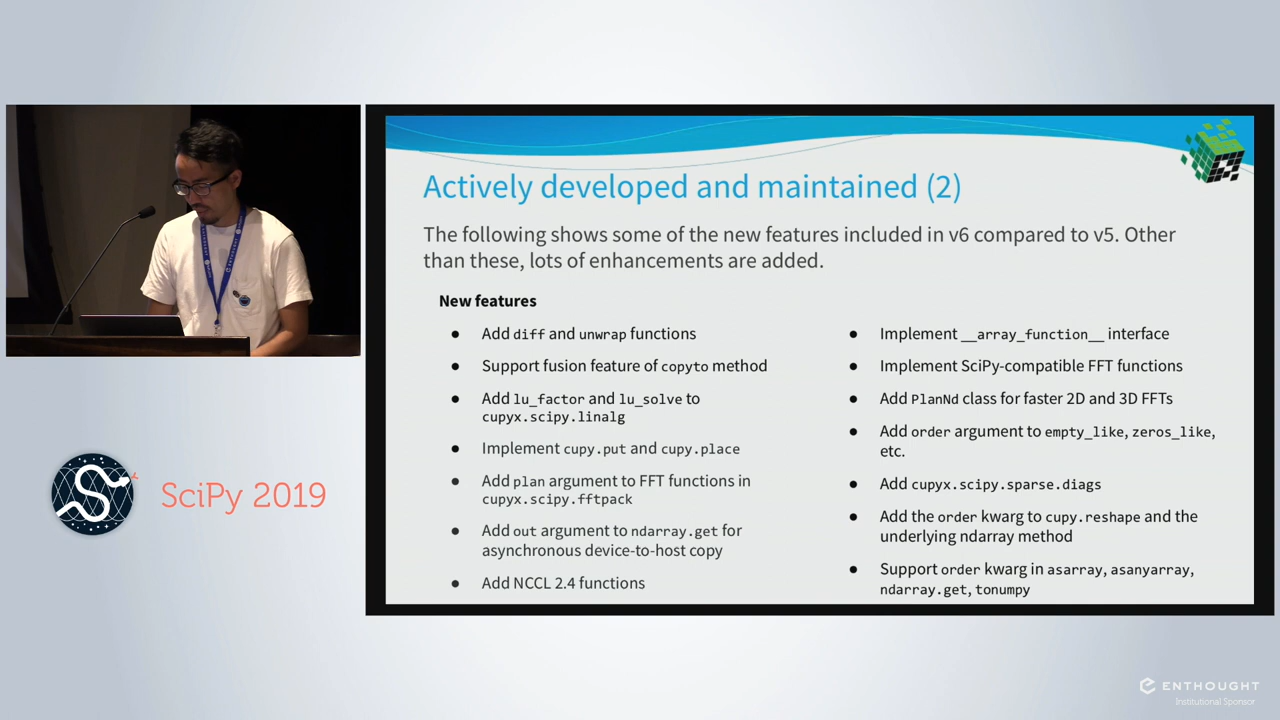 Actively developed and maintained (2)
The following shows some of the new features included in v6 compared to v5. Other
than these, lots of enhancements are added.
New features
● Add diff and unwrap functions
● Support fusion feature of copyto method
● Add lu_factor and lu_solve to
cupyx.scipy.linalg
● Implement cupy.put and cupy.place
● Add plan argument to FFT functions in
cupyx.scipy.fftpack
● Add out argument to ndarray.get for
asynchronous device-to-host copy
● Add NCCL 2.4 functions
● Implement __array_function__ interface
● Implement SciPy-compatible FFT functions
● Add PlanNd class for faster 2D and 3D FFTs
● Add order argument to empty_like, zeros_like,
etc.
● Add cupyx.scipy.sparse.diags
● Add the order kwarg to cupy.reshape and the
underlying ndarray method
● Support order kwarg in asarray, asanyarray,
ndarray.get, tonumpy
SciPy 2019
ENTHOUGHT
Institutional Sponsor